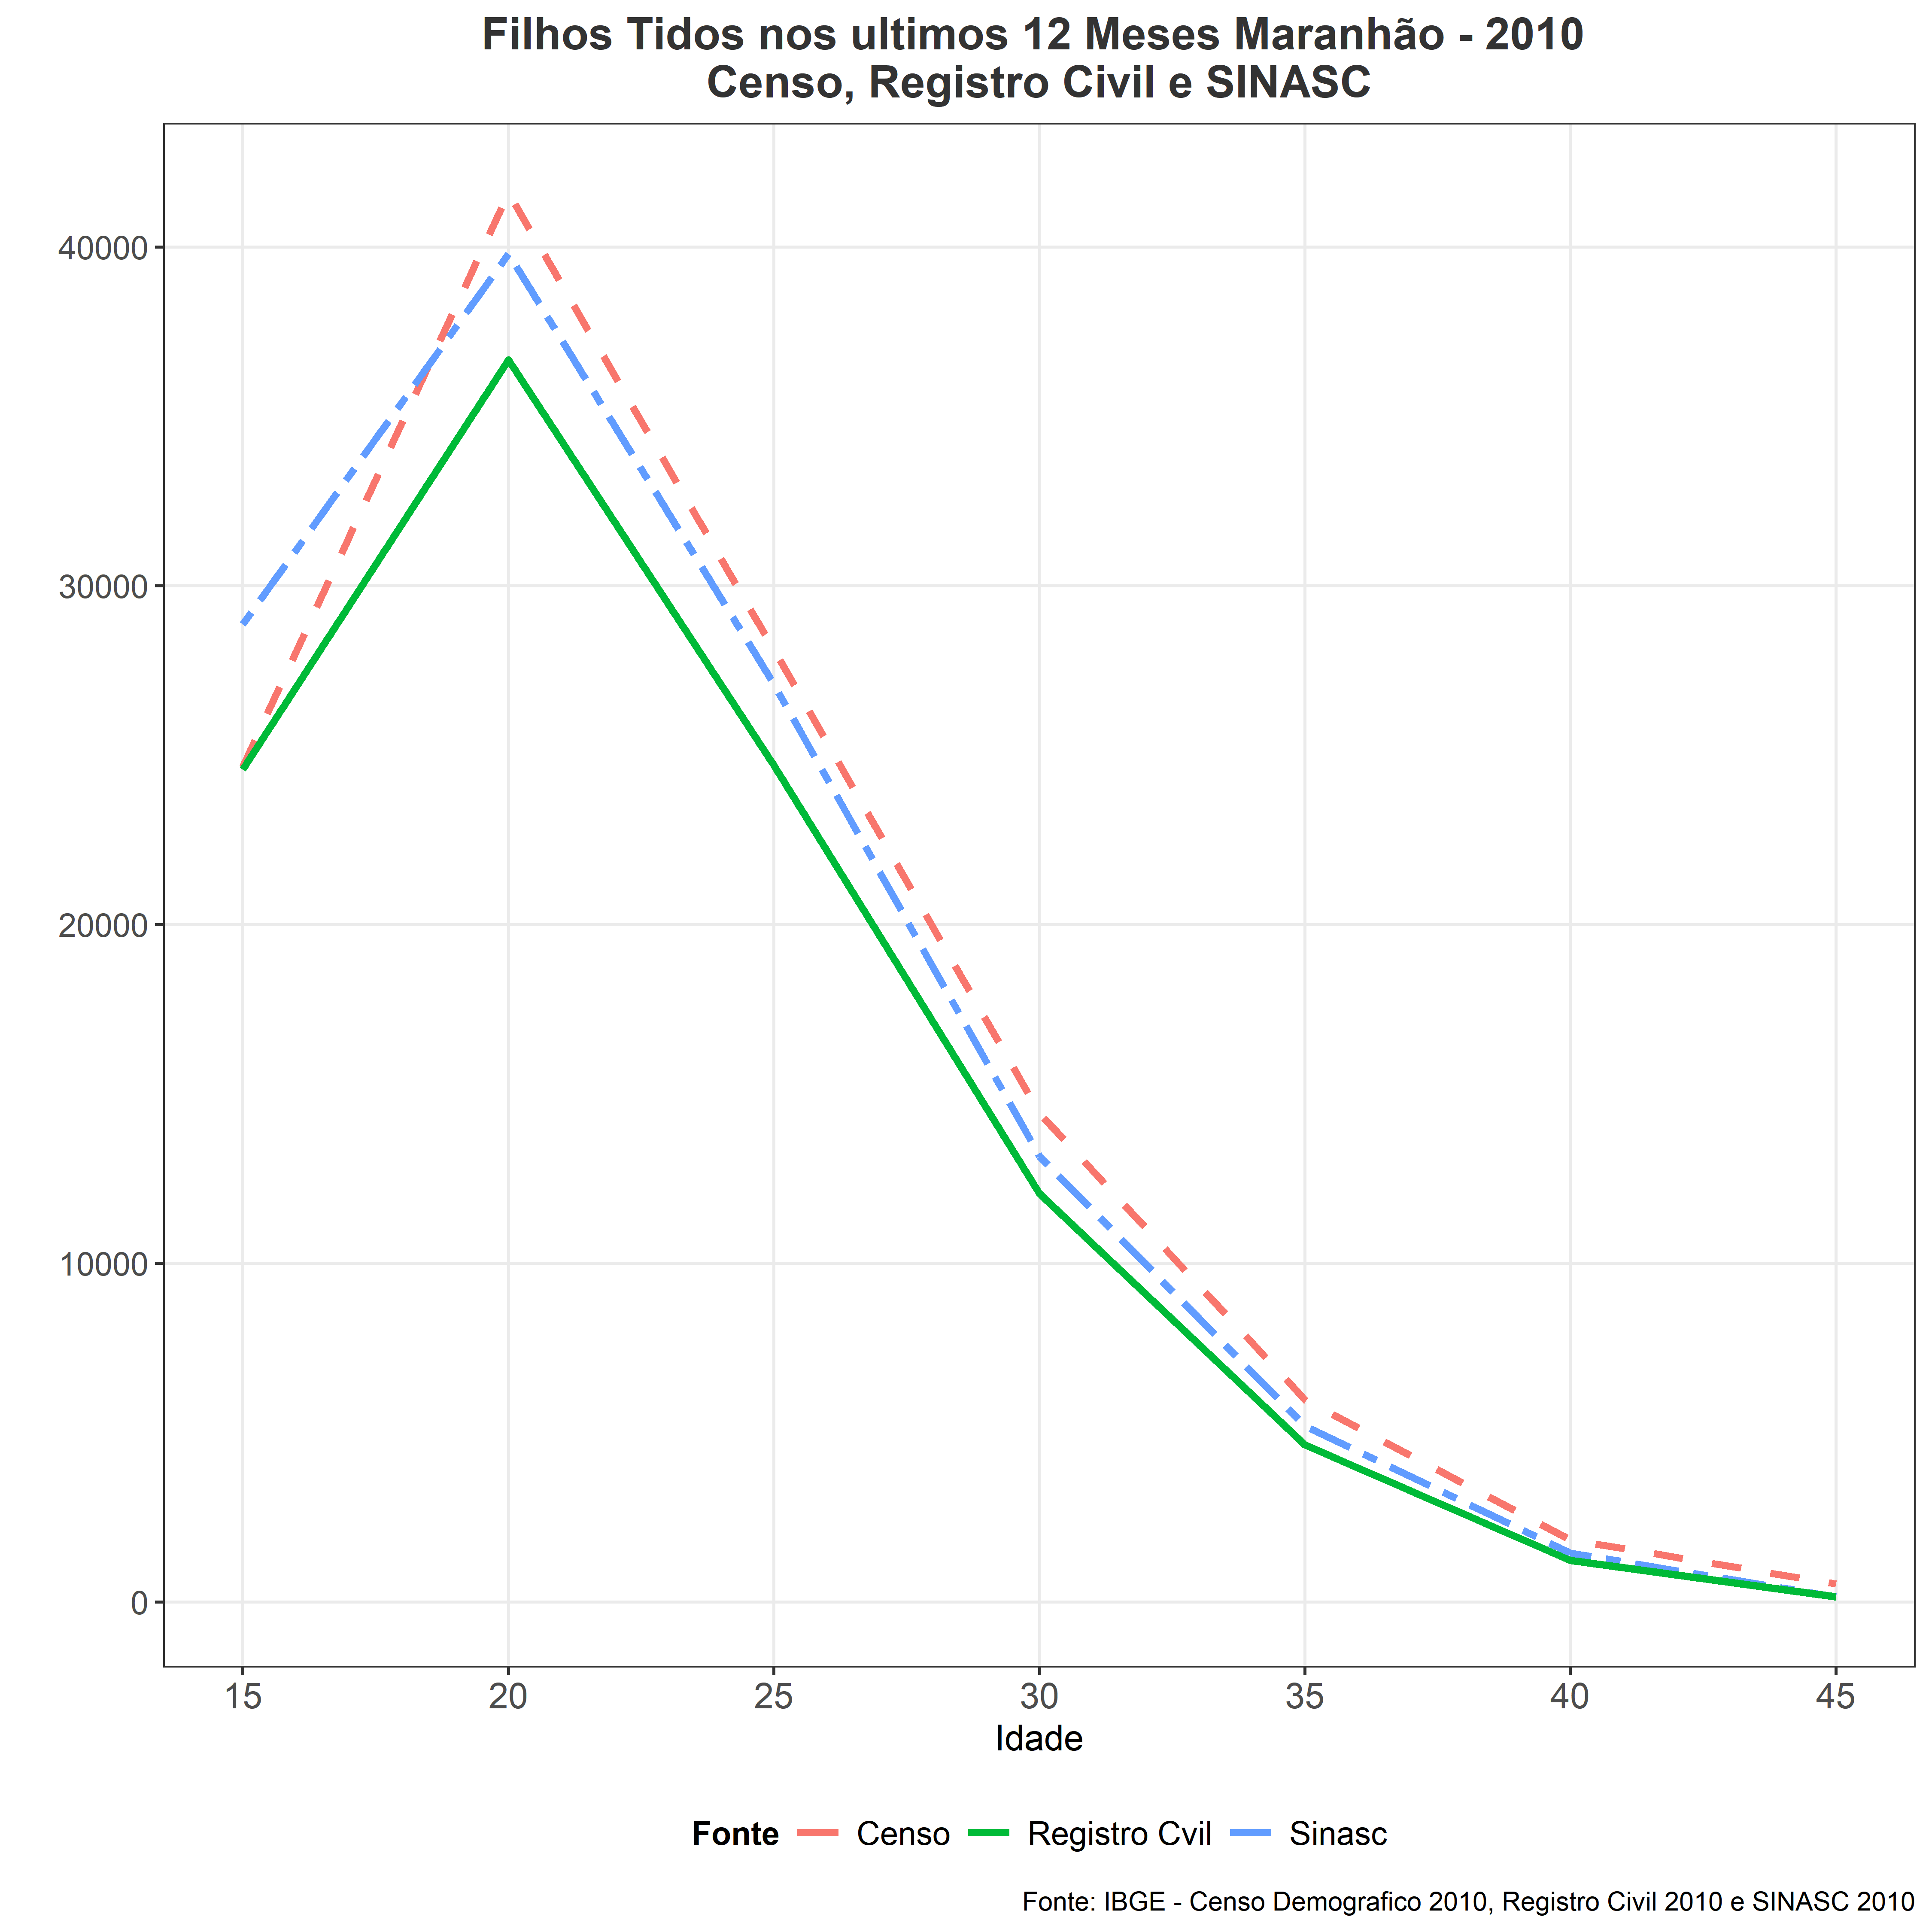 Filhos Tidos nos ultimos 12 Meses Maranhão - 2010
Censo, Registro Civil e SINASC
40000
30000
20000
10000
0
15 20 25 30 35 40 45
Idade
Fonte Censo Registro Cvil Sinasc
Fonte: IBGE - Censo Demografico 2010, Registro Civil 2010 e SINASC 2010